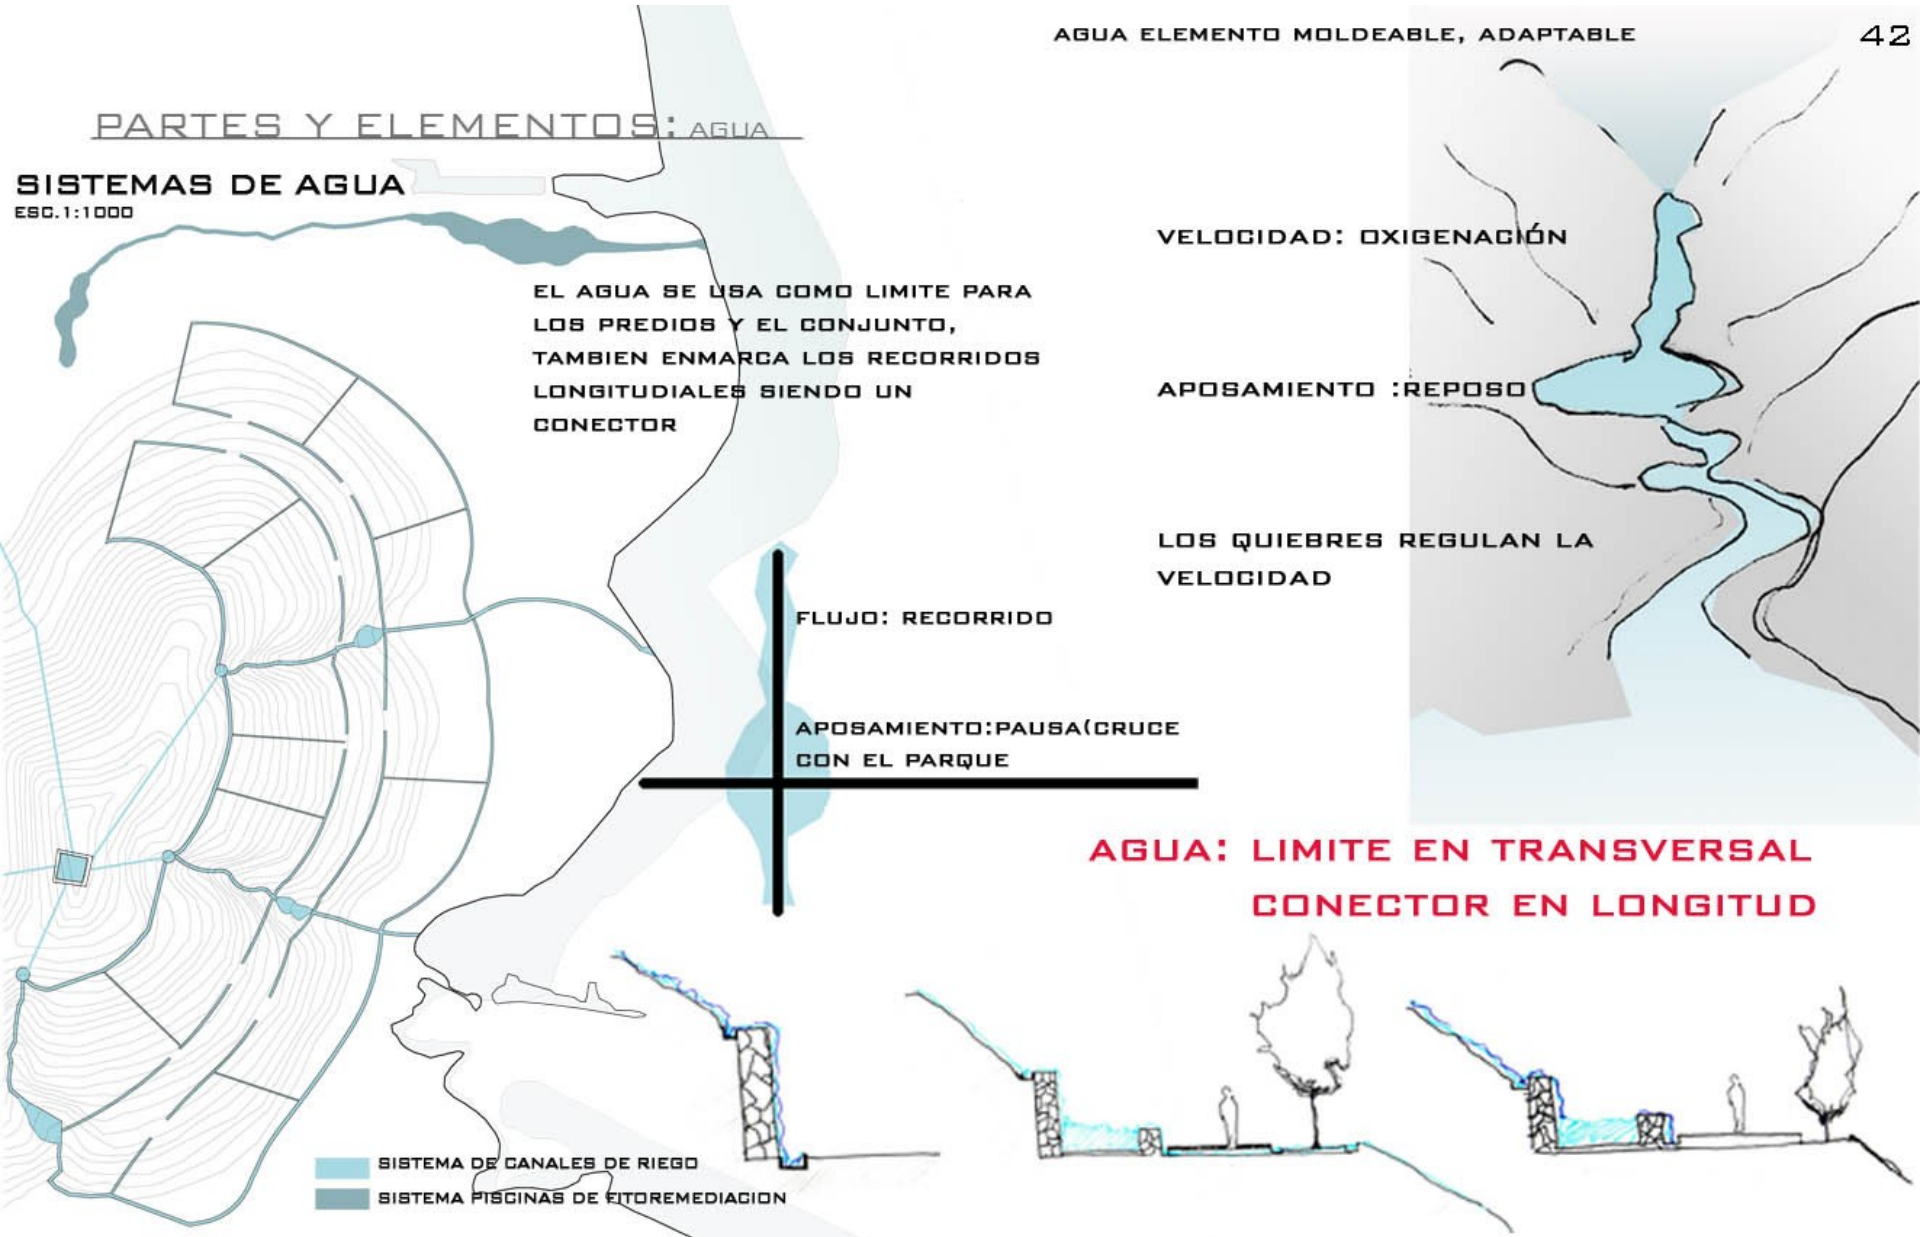 AGUA ELEMENTO MOLDEABLE, ADAPTABLE
42
PARTES Y ELEMENTOS: AGUA
SISTEMAS DE AGUA
ESC.1:1000
EL AGUA SE USA COMO LIMITE PARA
LOS PREDIOS Y EL CONJUNTO,
TAMBIEN ENMARCA LOS RECORRIDOS
LONGITUDIALES SIENDO UN
CONECTOR
VELOCIDAD: OXIGENACIÓN
APOSAMIENTO :REPOSO
LOS QUIEBRES REGULAN LA
VELOCIDAD
FLUJO: RECORRIDO
APOSAMIENTO:PAUSA(CRUCE
CON EL PARQUE
AGUA: LIMITE EN TRANSVERSAL
CONECTOR EN LONGITUD
SISTEMA DE CANALES DE RIEGO
SISTEMA PISCINAS DE FITOREMEDIACION